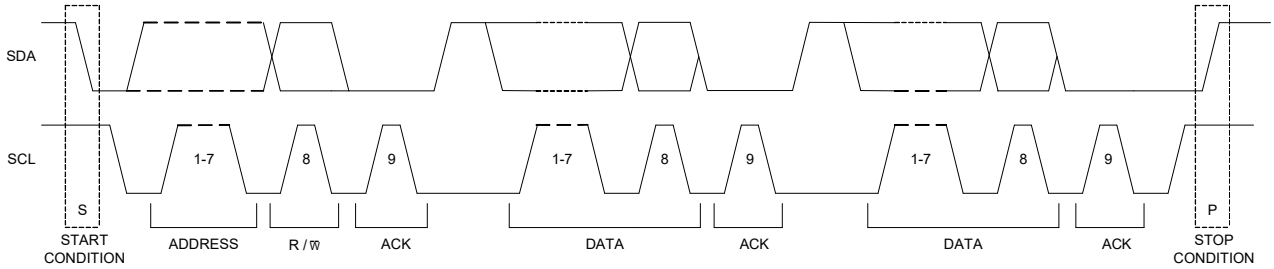 SDA
SCL
1-7
8
9
1-7
8
9
1-7
8
9
S
P
START
CONDITION
ADDRESS
R / W̅
ACK
DATA
ACK
DATA
ACK
STOP
CONDITION